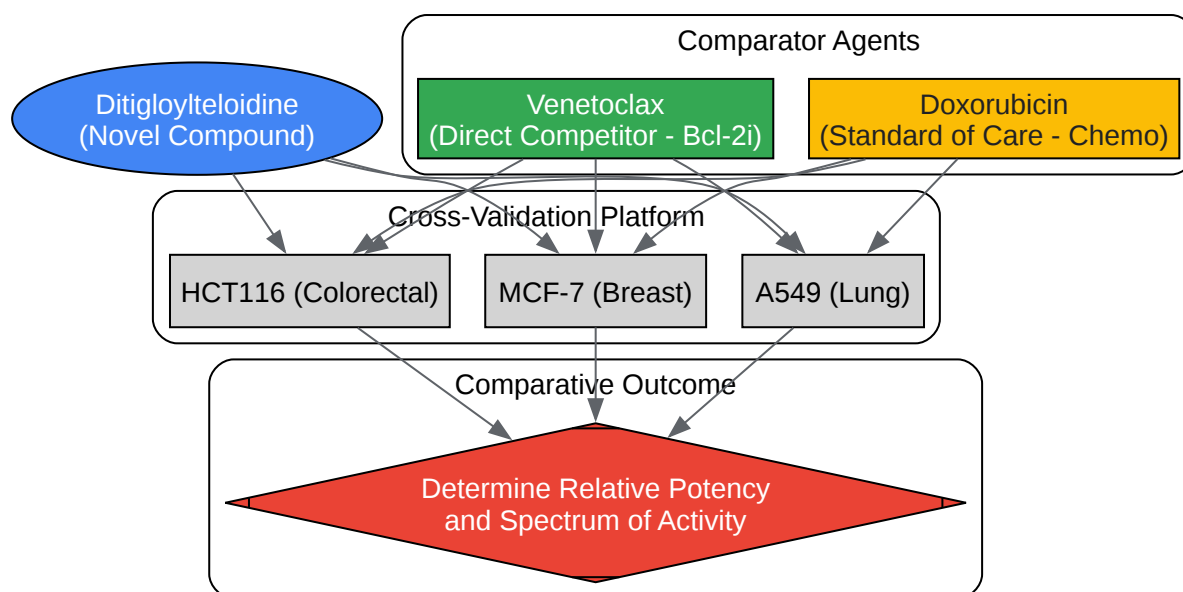 Comparator Agents
Ditigloylteloidine
(Novel Compound)
Venetoclax
(Direct Competitor - Bcl-2i)
Doxorubicin
(Standard of Care - Chemo)
Cross-Validation Platform
HCT116 (Colorectal)
MCF-7 (Breast)
A549 (Lung)
Comparative Outcome
Determine Relative Potency
and Spectrum of Activity